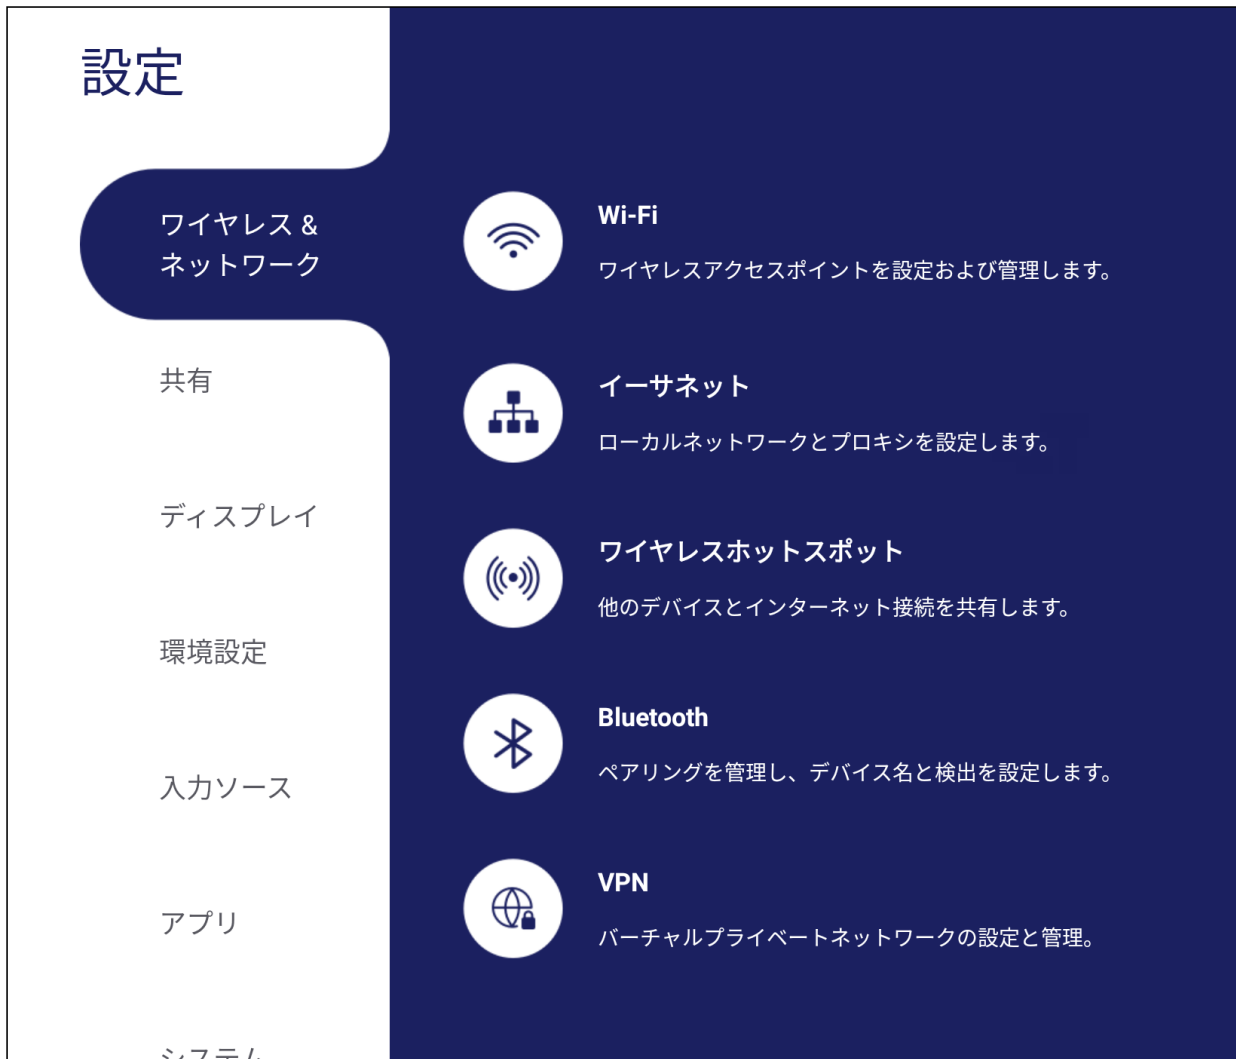 設定
ワイヤレス &
ネットワーク
共有
ディスプレイ
環境設定
入力ソース
アプリ
システム
Wi-Fi
ワイヤレスアクセスポイントを設定および管理します。
イーサネット
ローカルネットワークとプロキシを設定します。
ワイヤレスホットスポット
他のデバイスとインターネット接続を共有します。
Bluetooth
ペアリングを管理し、デバイス名と検出を設定します。
VPN
バーチャルプライベートネットワークの設定と管理。